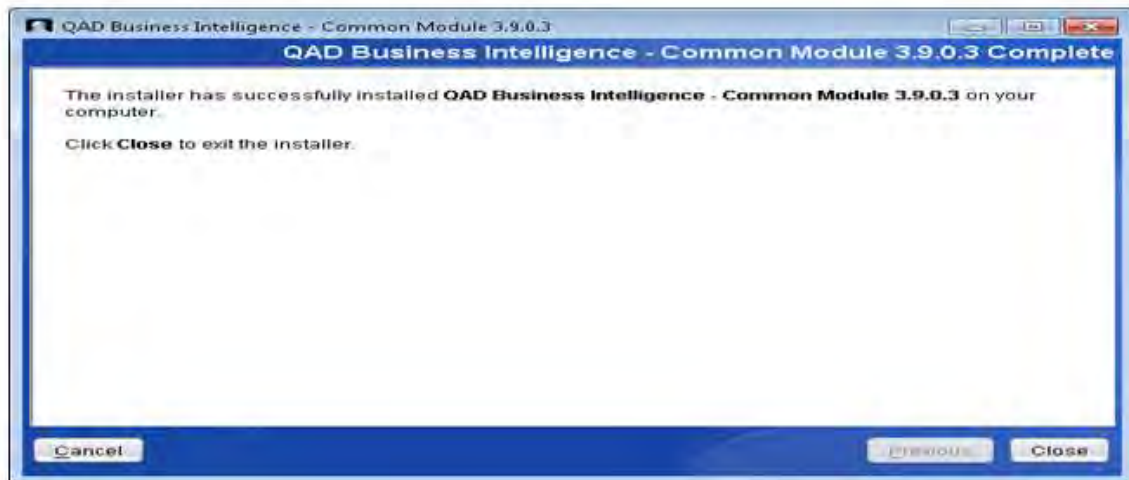 QAD Business Intelligence - Common Module 3.9.0.3
QAD Business Intelligence - Common Module 3.9.0.3 Complete
The installer has successfully installed QAD Business Intelligence - Common Module 3.9.0.3 on your
computer.
Click Close to exit the installer.
Cancel Previous Close